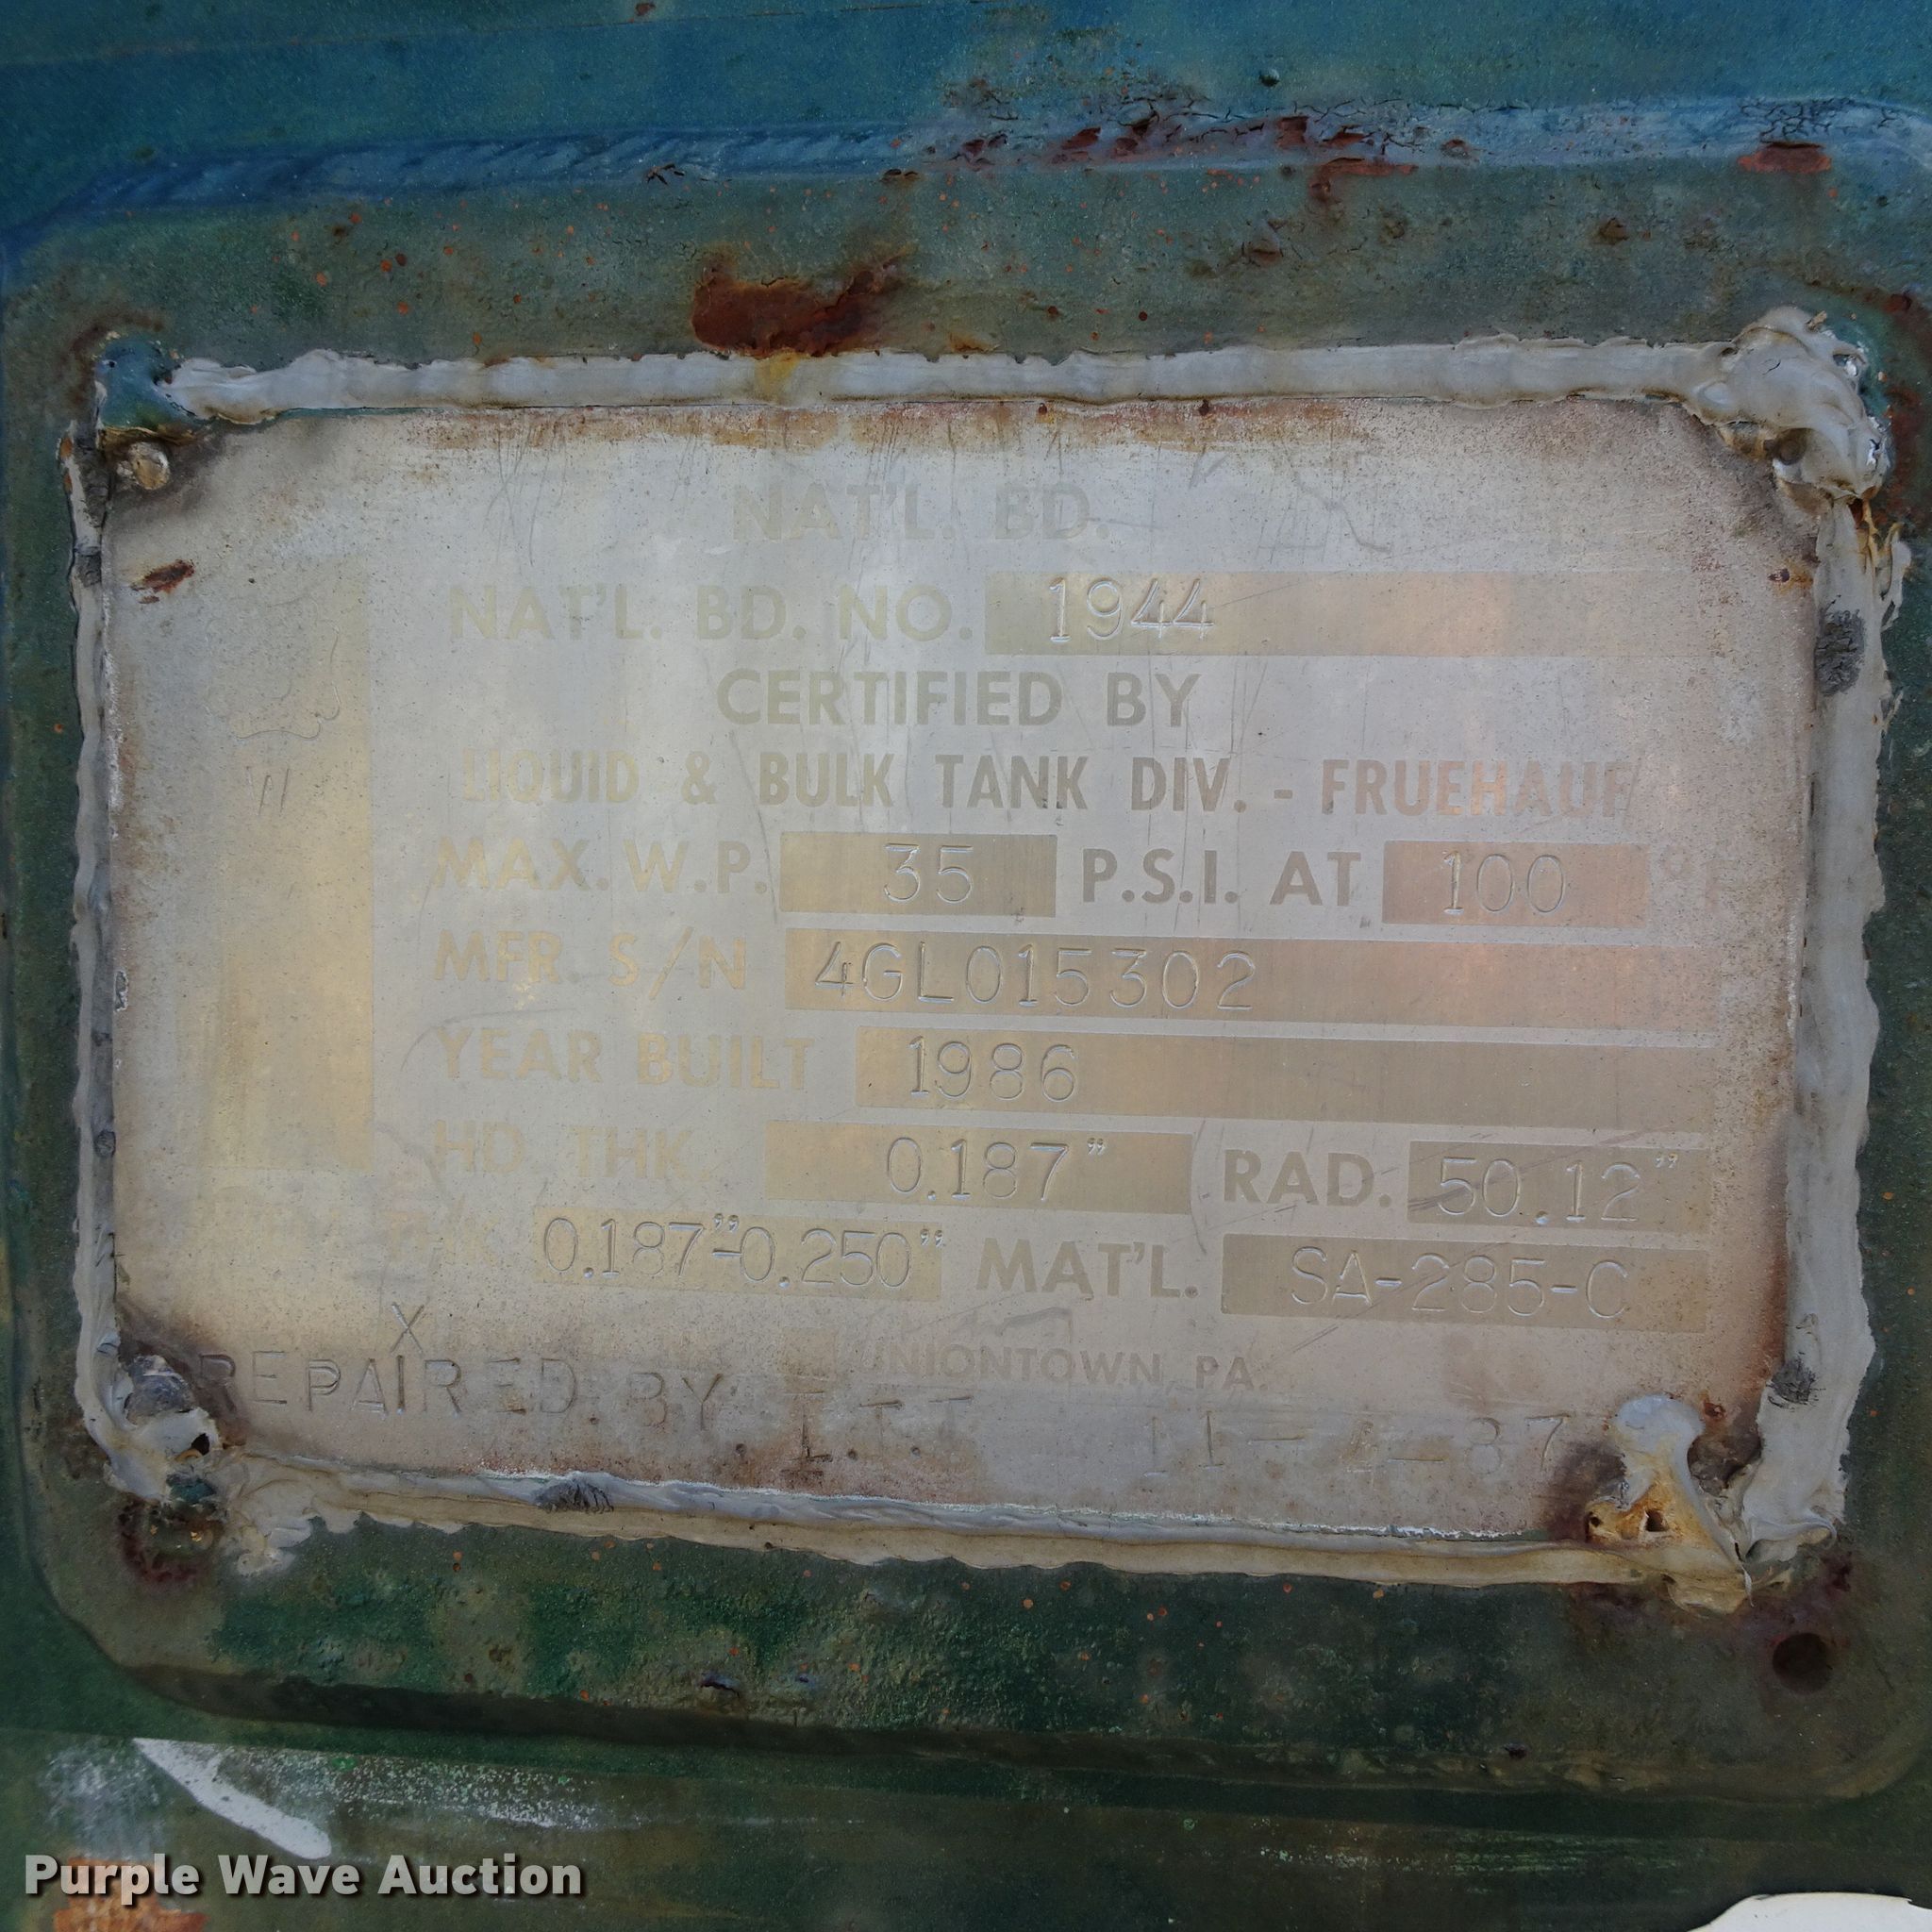 NAT'L. BD.
NAT'L. BD. NO. 1944
CERTIFIED BY
LIQUID & BULK TANK DIV. - FRUEHAUF
MAX. W.P. 35 P.S.I. AT 100 °F
MFR. S/N 4GL015302
YEAR BUILT 1986
HD. THK. 0.187" RAD. 50.12"
0.187"-0.250" MAT'L. SA-285-C
X
UNIONTOWN, PA.
REPAIRED BY
Purple Wave Auction